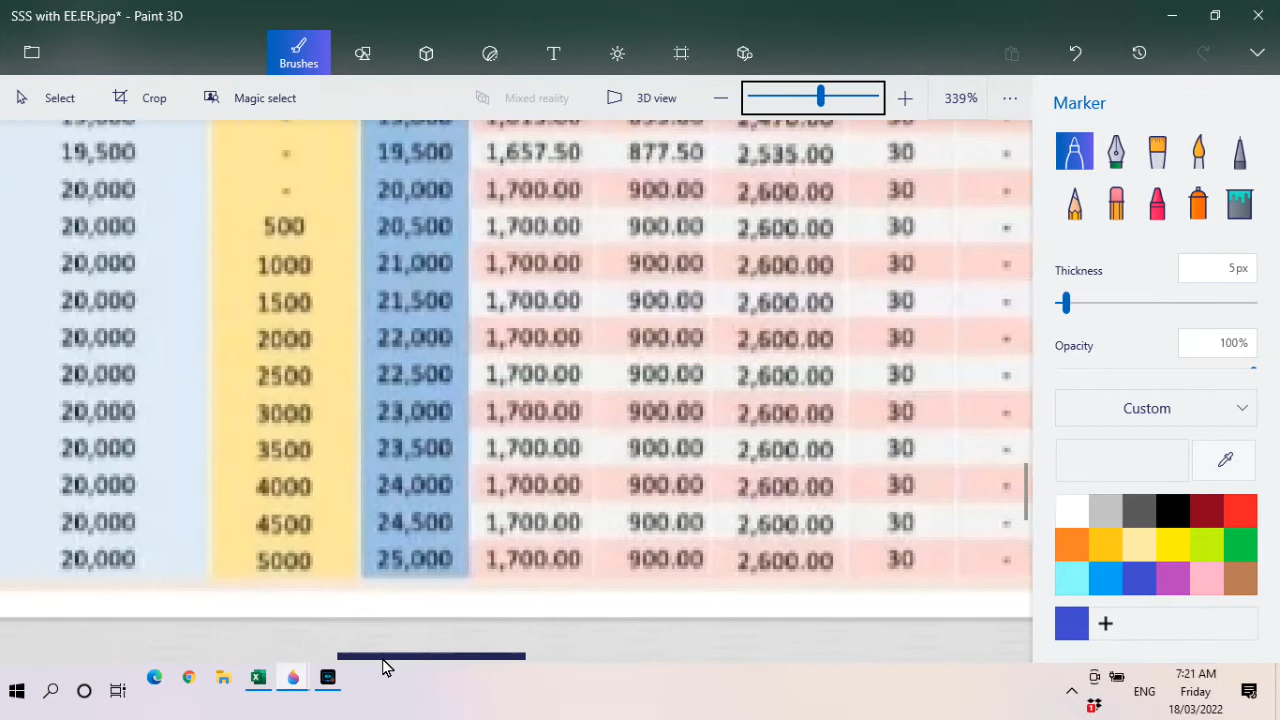 SSS with EE.ER.jpg* - Paint 3D
Brushes
Select Crop Magic select Mixed reality 3D view 339%
19,500 - 19,500 1,657.50 877.50 2,535.00 30 -
20,000 - 20,000 1,700.00 900.00 2,600.00 30 -
20,000 500 20,500 1,700.00 900.00 2,600.00 30 -
20,000 1000 21,000 1,700.00 900.00 2,600.00 30 -
20,000 1500 21,500 1,700.00 900.00 2,600.00 30 -
20,000 2000 22,000 1,700.00 900.00 2,600.00 30 -
20,000 2500 22,500 1,700.00 900.00 2,600.00 30 -
20,000 3000 23,000 1,700.00 900.00 2,600.00 30 -
20,000 3500 23,500 1,700.00 900.00 2,600.00 30 -
20,000 4000 24,000 1,700.00 900.00 2,600.00 30 -
20,000 4500 24,500 1,700.00 900.00 2,600.00 30 -
20,000 5000 25,000 1,700.00 900.00 2,600.00 30 -
Marker
Thickness 5px
Opacity 100%
Custom
ENG
7:21 AM
Friday
18/03/2022
1